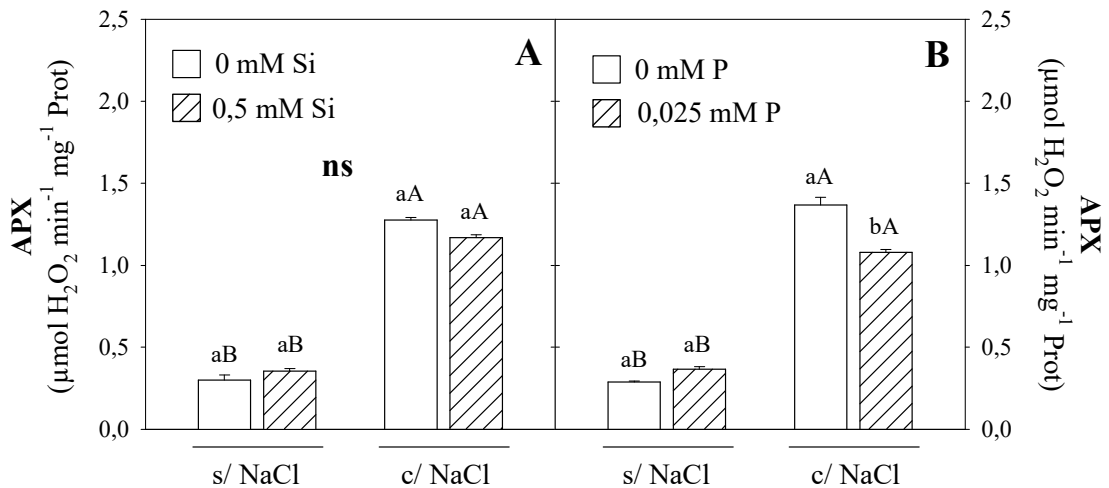 2,5
2,0
1,5
1,0
0,5
0,0
APX
(µmol H₂O₂ min⁻¹ mg⁻¹ Prot)
A
0 mM Si
0,5 mM Si
ns
aB
aB
aA
aA
s/ NaCl
c/ NaCl
B
0 mM P
0,025 mM P
aB
aB
aA
bA
s/ NaCl
c/ NaCl
2,5
2,0
1,5
1,0
0,5
0,0
APX
(µmol H₂O₂ min⁻¹ mg⁻¹ Prot)